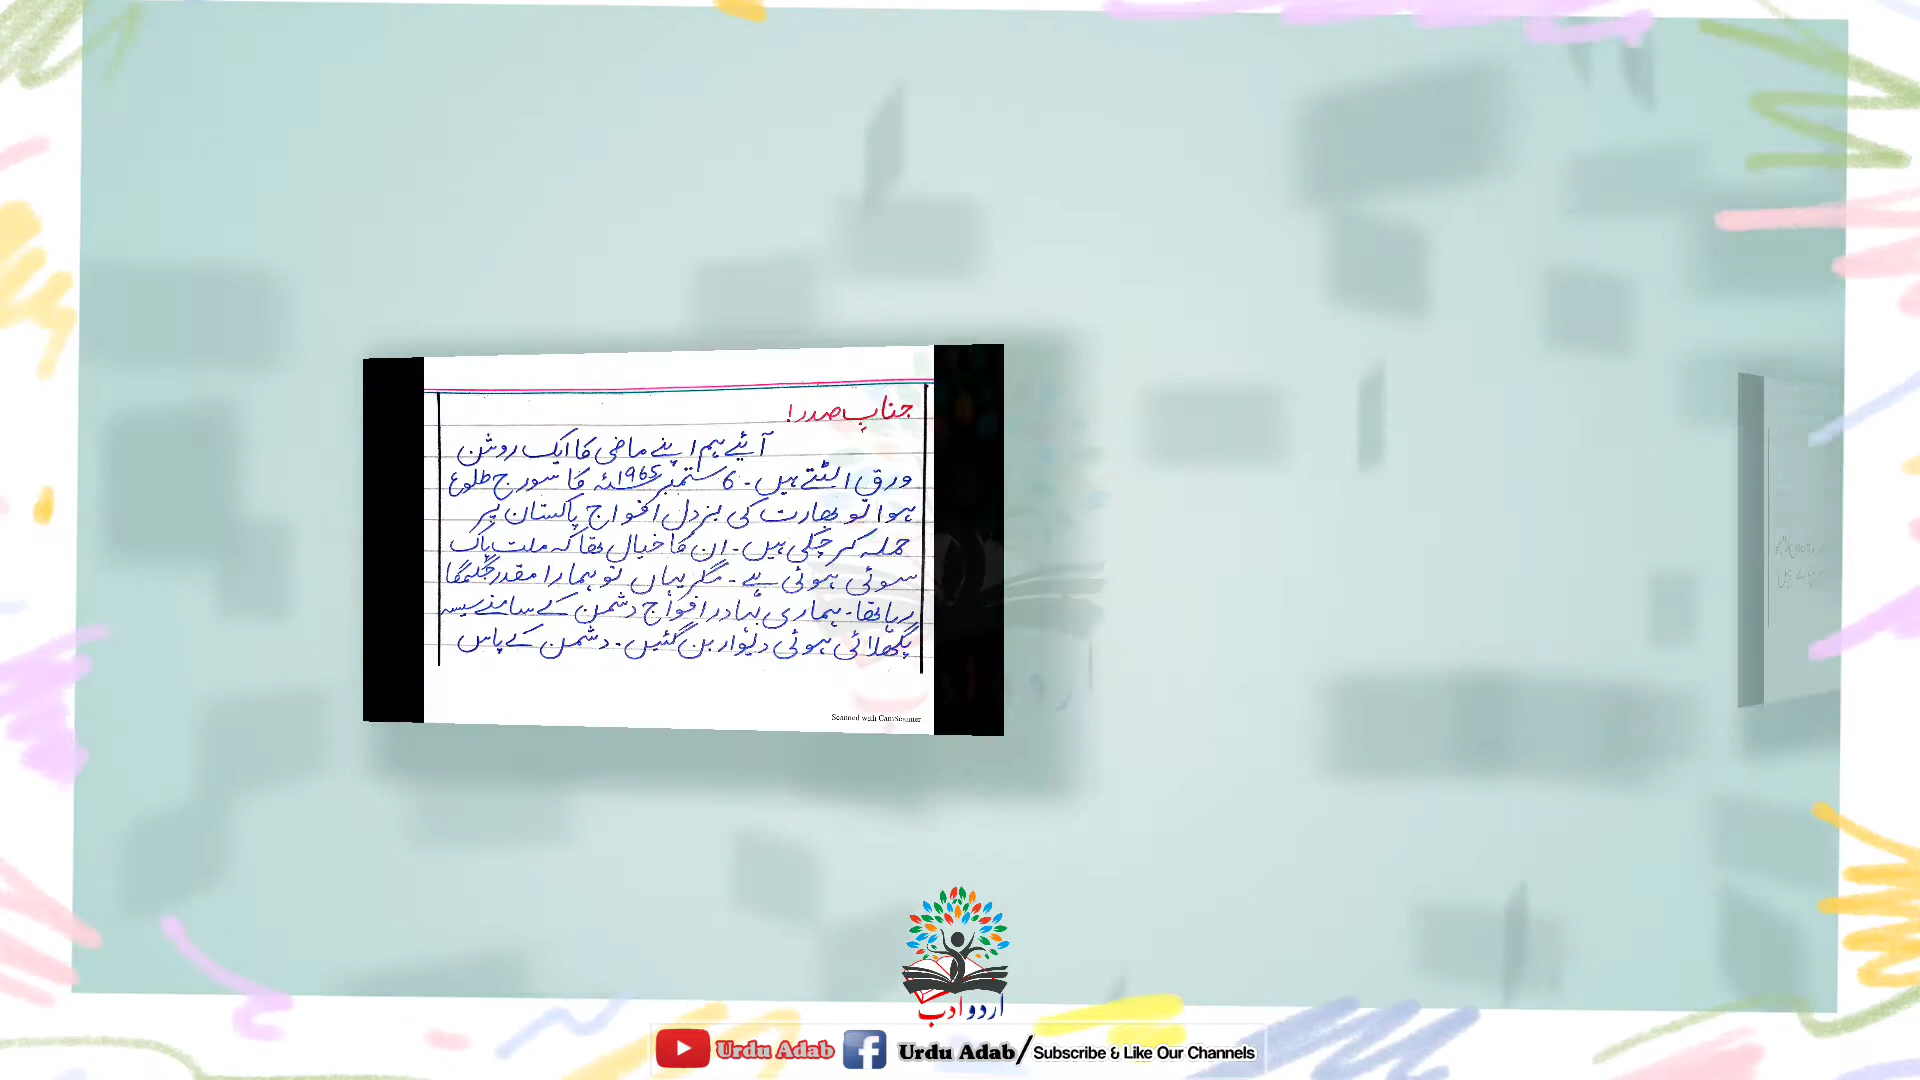 جنابِ صدر!
آئیے ہم اپنے ماضی کا ایک روشن
ورق الٹتے ہیں۔ 6 ستمبر 1965ء کا سورج طلوع
ہوا تو بھارت کی بزدل افواج پاکستان پر
حملہ کر چکی ہیں۔ ان کا خیال تھا کہ ملت پاک
سوئی ہوئی ہے۔ مگر یہاں تو ہمارا مقدر جگمگا
رہا تھا۔ ہماری بہادر افواج دشمن کے سامنے سیسہ
پگھلائی ہوئی دیوار بن گئیں۔ دشمن کے پاس
Scanned with CamScanner
اردو ادب
Urdu Adab Urdu Adab/Subscribe & Like Our Channels